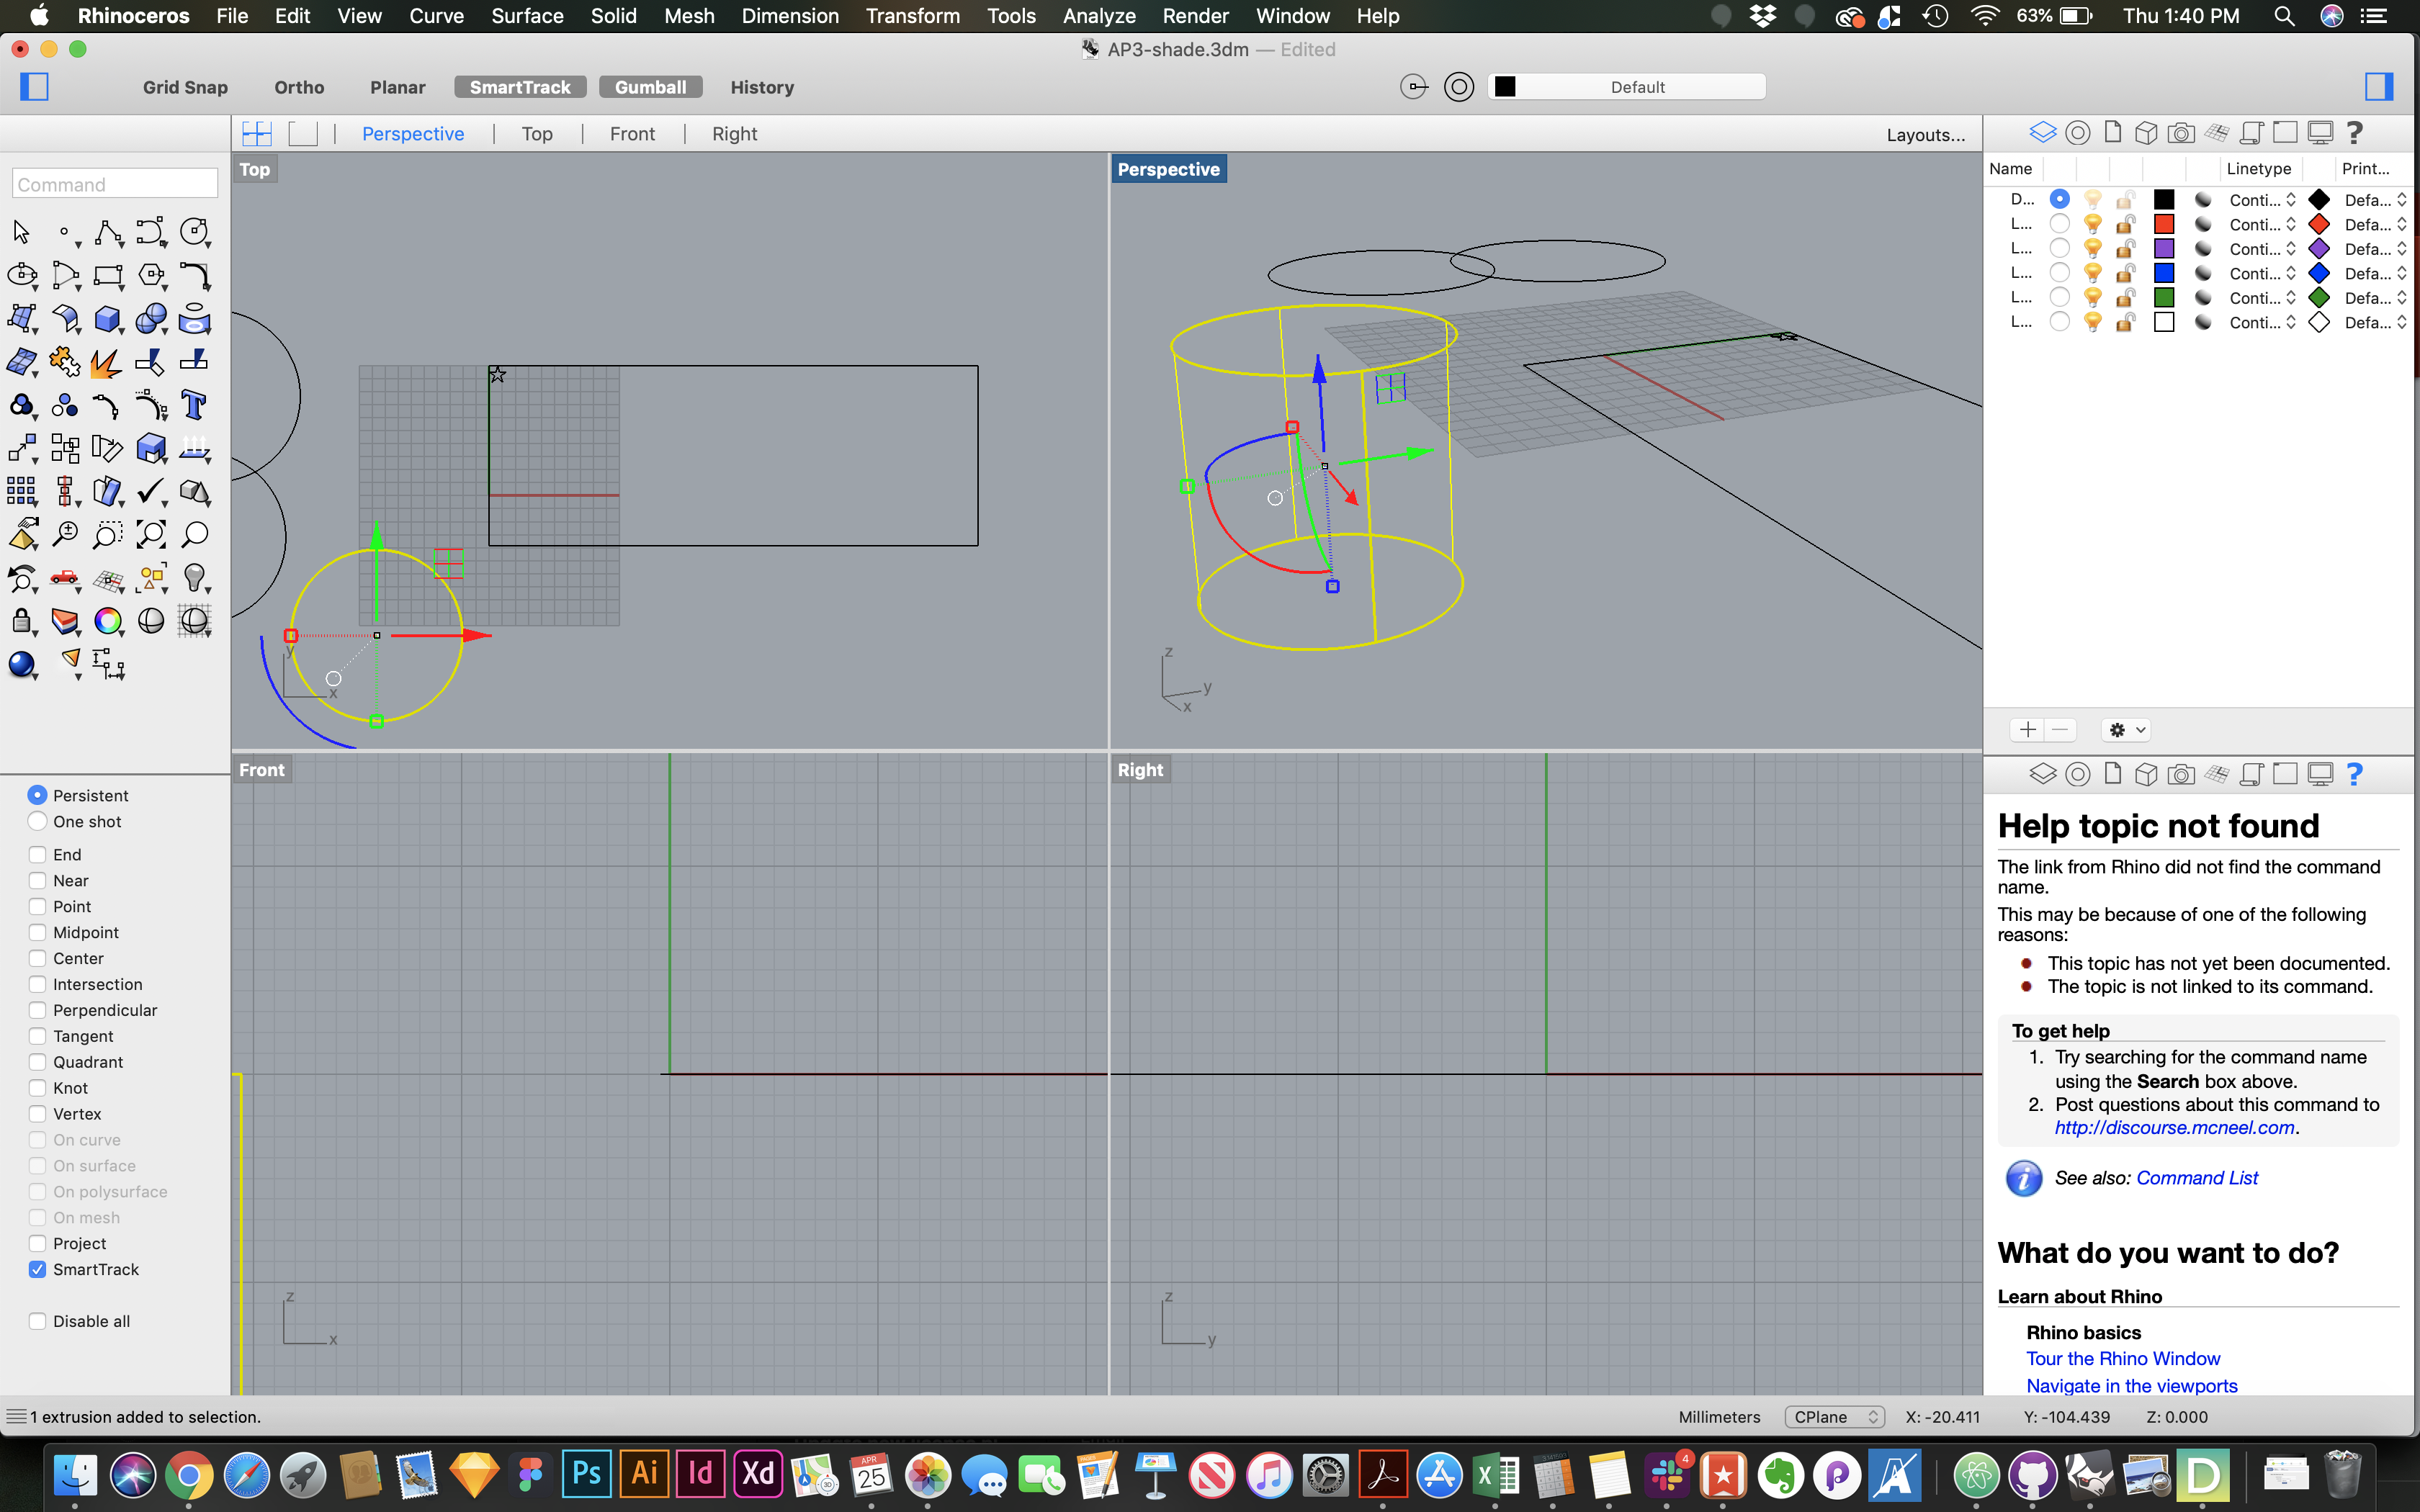 Rhinoceros File Edit View Curve Surface Solid Mesh Dimension Transform Tools Analyze Render Window Help 63% Thu 1:40 PM
AP3-shade.3dm — Edited
Grid Snap Ortho Planar SmartTrack Gumball History Default
Perspective Top Front Right Layouts...
Top
Perspective
Name Linetype Print...
Command
D... Conti... Defa...
L... Conti... Defa...
L... Conti... Defa...
L... Conti... Defa...
L... Conti... Defa...
L... Conti... Defa...
y
x
z
y
x
Front
Right
Persistent
One shot
End
Near
Point
Midpoint
Center
Intersection
Perpendicular
Tangent
Quadrant
Knot
Vertex
On curve
On surface
On polysurface
On mesh
Project
SmartTrack
Disable all
z
x
z
y
Help topic not found
The link from Rhino did not find the command
name.
This may be because of one of the following
reasons:
This topic has not yet been documented.
The topic is not linked to its command.
To get help
1. Try searching for the command name
using the Search box above.
2. Post questions about this command to
http://discourse.mcneel.com.
See also: Command List
What do you want to do?
Learn about Rhino
Rhino basics
Tour the Rhino Window
Navigate in the viewports
1 extrusion added to selection. Millimeters CPlane X: -20.411 Y: -104.439 Z: 0.000
Ps Ai Id Xd
APR
25
4
D